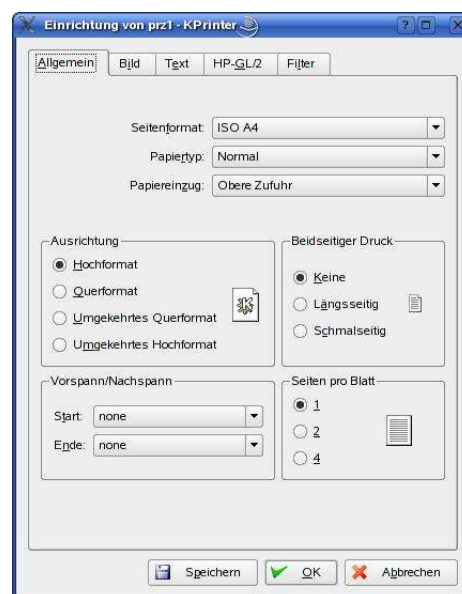 Einrichtung von prz1 - KPrinter
Allgemein Bild Text HP-GL/2 Filter
Seitenformat: ISO A4
Papiertyp: Normal
Papiereinzug: Obere Zufuhr
Ausrichtung
Hochformat
Querformat
Umgekehrtes Querformat
Umgekehrtes Hochformat
Beidseitiger Druck
Keine
Längsseitig
Schmalseitig
Vorspann/Nachspann
Start: none
Ende: none
Seiten pro Blatt
1
2
4
Speichern OK Abbrechen